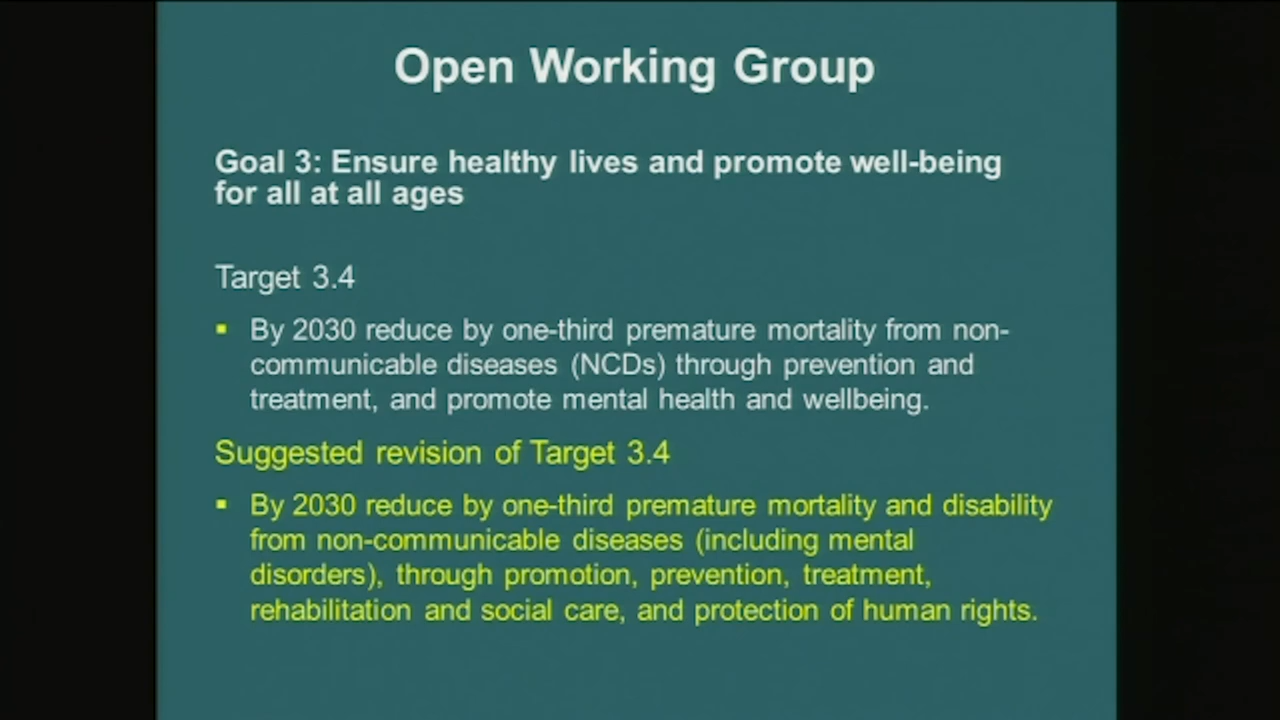 Open Working Group
Goal 3: Ensure healthy lives and promote well-being
for all at all ages
Target 3.4
▪ By 2030 reduce by one-third premature mortality from non-
communicable diseases (NCDs) through prevention and
treatment, and promote mental health and wellbeing.
Suggested revision of Target 3.4
▪ By 2030 reduce by one-third premature mortality and disability
from non-communicable diseases (including mental
disorders), through promotion, prevention, treatment,
rehabilitation and social care, and protection of human rights.